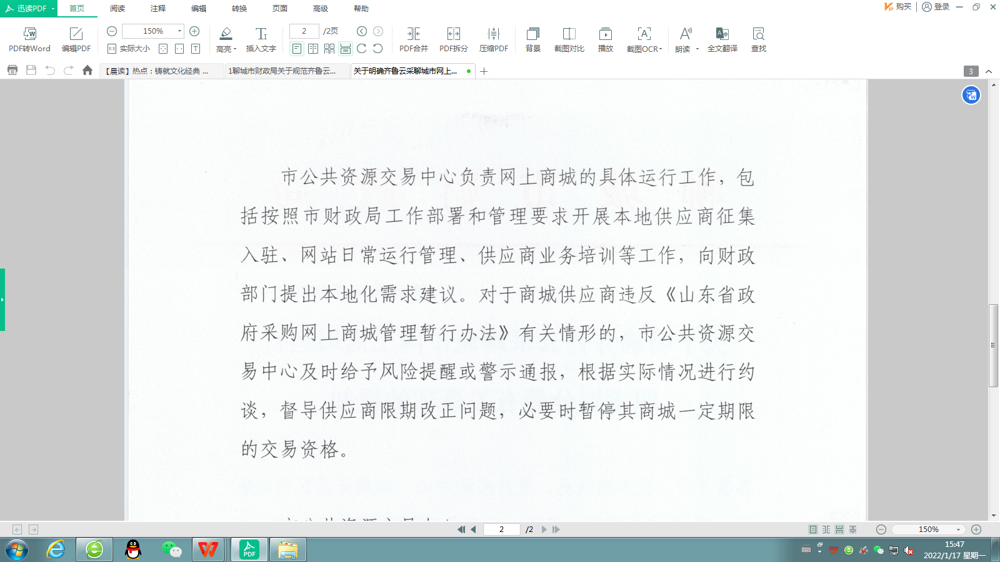 迅读PDF 首页 阅读 注释 编辑 转换 页面 高级 帮助 购买 登录
150% 2 /2页
PDF转Word 编辑PDF 实际大小 高亮 插入文字 PDF合并 PDF拆分 压缩PDF 背景 截图对比 播放 截图OCR 朗读 全文翻译 查找
【晨读】热点：铸就文化经典 ... 1聊城市财政局关于规范齐鲁云... 关于明确齐鲁云采聊城市网上... 3
市公共资源交易中心负责网上商城的具体运行工作，包
括按照市财政局工作部署和管理要求开展本地供应商征集
入驻、网站日常运行管理、供应商业务培训等工作，向财政
部门提出本地化需求建议。对于商城供应商违反《山东省政
府采购网上商城管理暂行办法》有关情形的，市公共资源交
易中心及时给予风险提醒或警示通报，根据实际情况进行约
谈，督导供应商限期改正问题，必要时暂停其商城一定期限
的交易资格。
2 /2 150%
PDF
15:47
2022/1/17 星期一